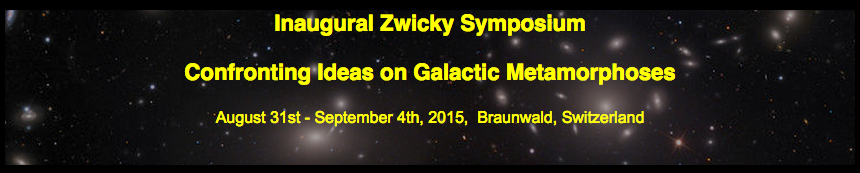 Inaugural Zwicky Symposium
Confronting Ideas on Galactic Metamorphoses
August 31st - September 4th, 2015,  Braunwald, Switzerland